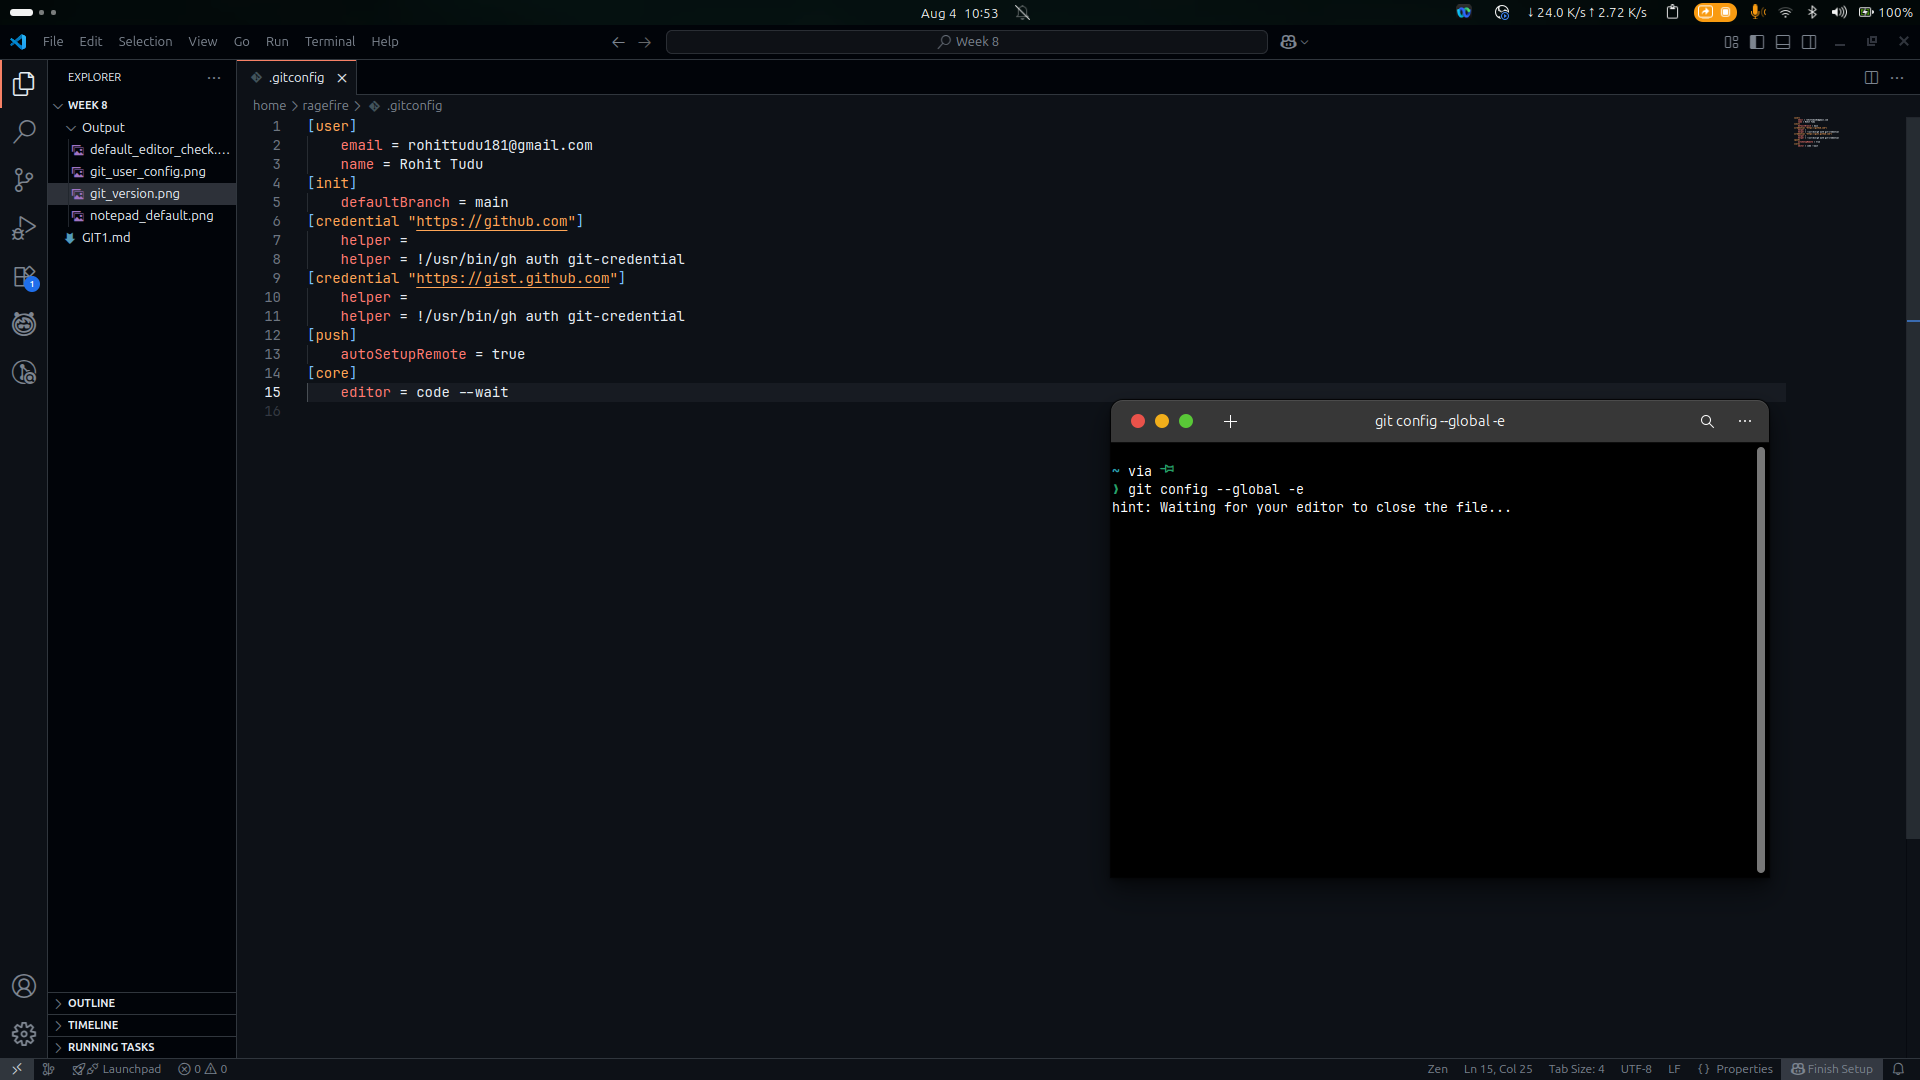 Aug 4 10:53
↓ 24.0 K/s ↑ 2.72 K/s
100%
File Edit Selection View Go Run Terminal Help
Week 8
EXPLORER
WEEK 8
Output
default_editor_check....
git_user_config.png
git_version.png
notepad_default.png
GIT1.md
OUTLINE
TIMELINE
RUNNING TASKS
.gitconfig
home > ragefire > .gitconfig
1 [user]
2 email = rohittudu181@gmail.com
3 name = Rohit Tudu
4 [init]
5 defaultBranch = main
6 [credential "https://github.com"]
7 helper =
8 helper = !/usr/bin/gh auth git-credential
9 [credential "https://gist.github.com"]
10 helper =
11 helper = !/usr/bin/gh auth git-credential
12 [push]
13 autoSetupRemote = true
14 [core]
15 editor = code --wait
16
git config --global -e
~ via
❯ git config --global -e
hint: Waiting for your editor to close the file...
1
Launchpad 0 0
Zen Ln 15, Col 25 Tab Size: 4 UTF-8 LF {} Properties Finish Setup